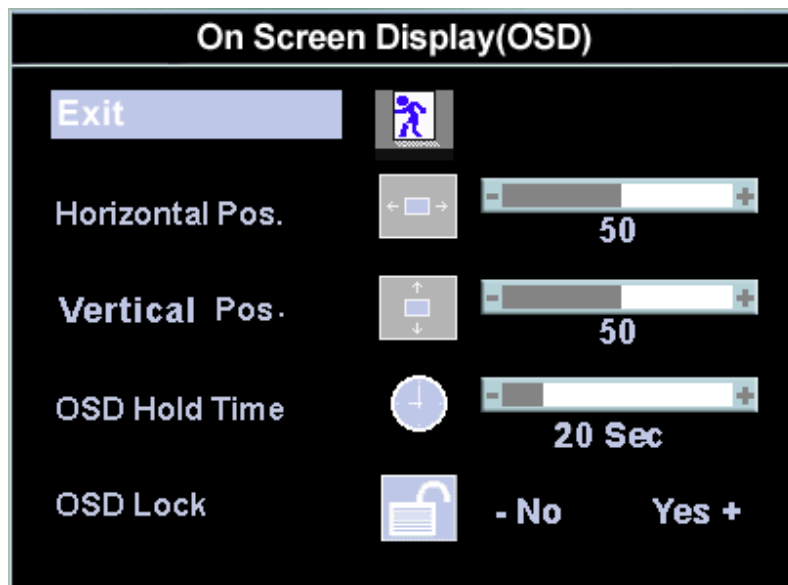 On Screen Display(OSD)
Exit
Horizontal Pos. - +
50
Vertical Pos. - +
50
OSD Hold Time - +
20 Sec
OSD Lock - No Yes +